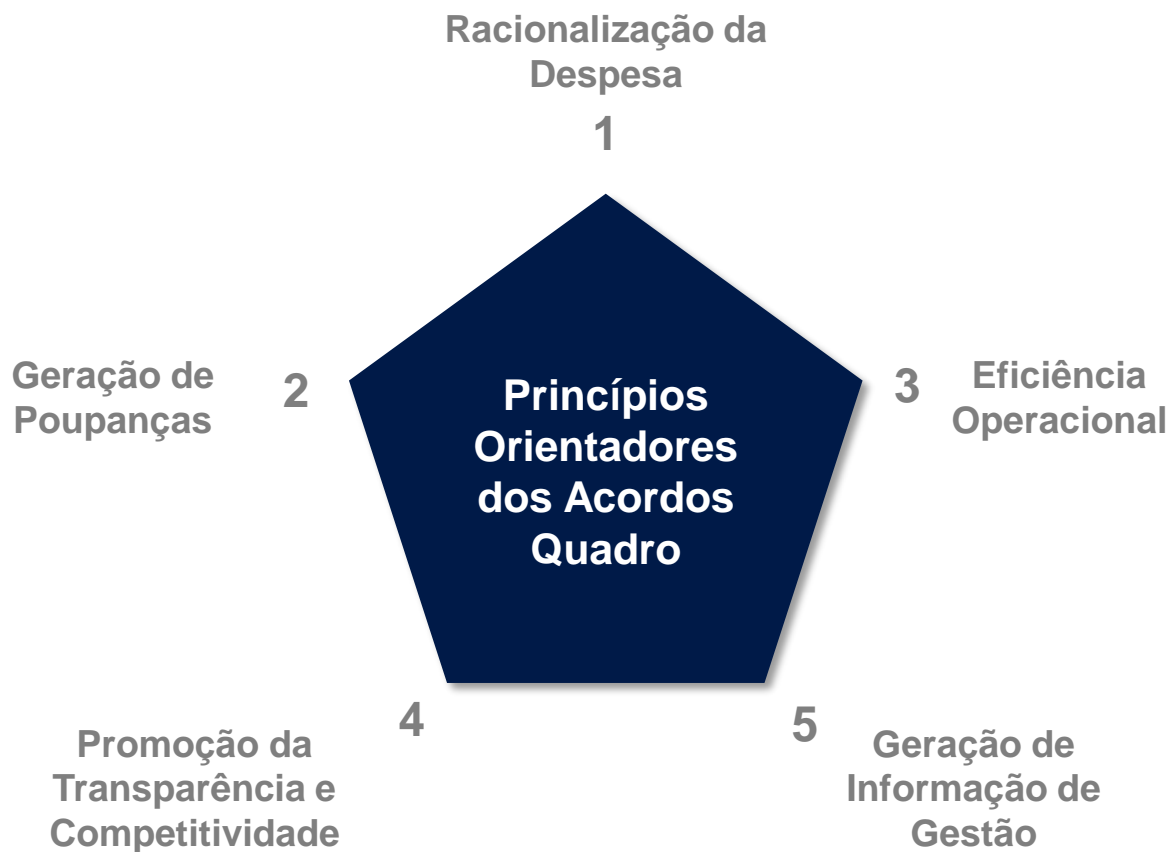 Racionalização da
Despesa
1
Geração de
Poupanças
2
Princípios
Orientadores
dos Acordos
Quadro
3
Eficiência
Operacional
4
Promoção da
Transparência e
Competitividade
5
Geração de
Informação de
Gestão